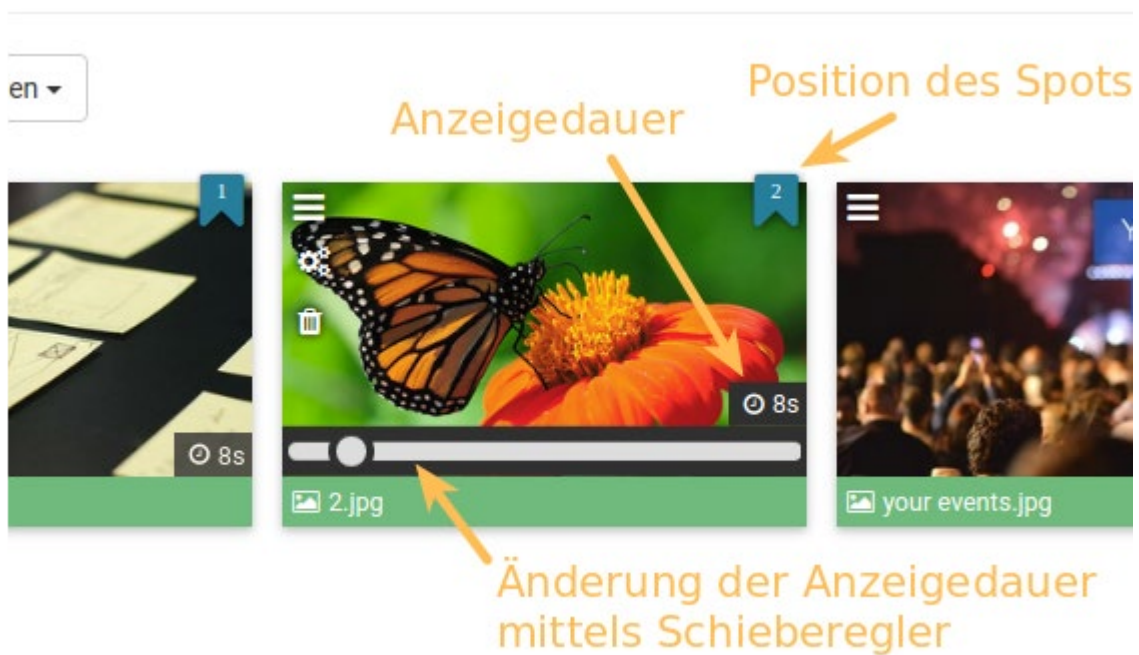 en
Position des Spots
Anzeigedauer
1
2
8s
8s
2.jpg
your events.jpg
Änderung der Anzeigedauer
mittels Schieberegler